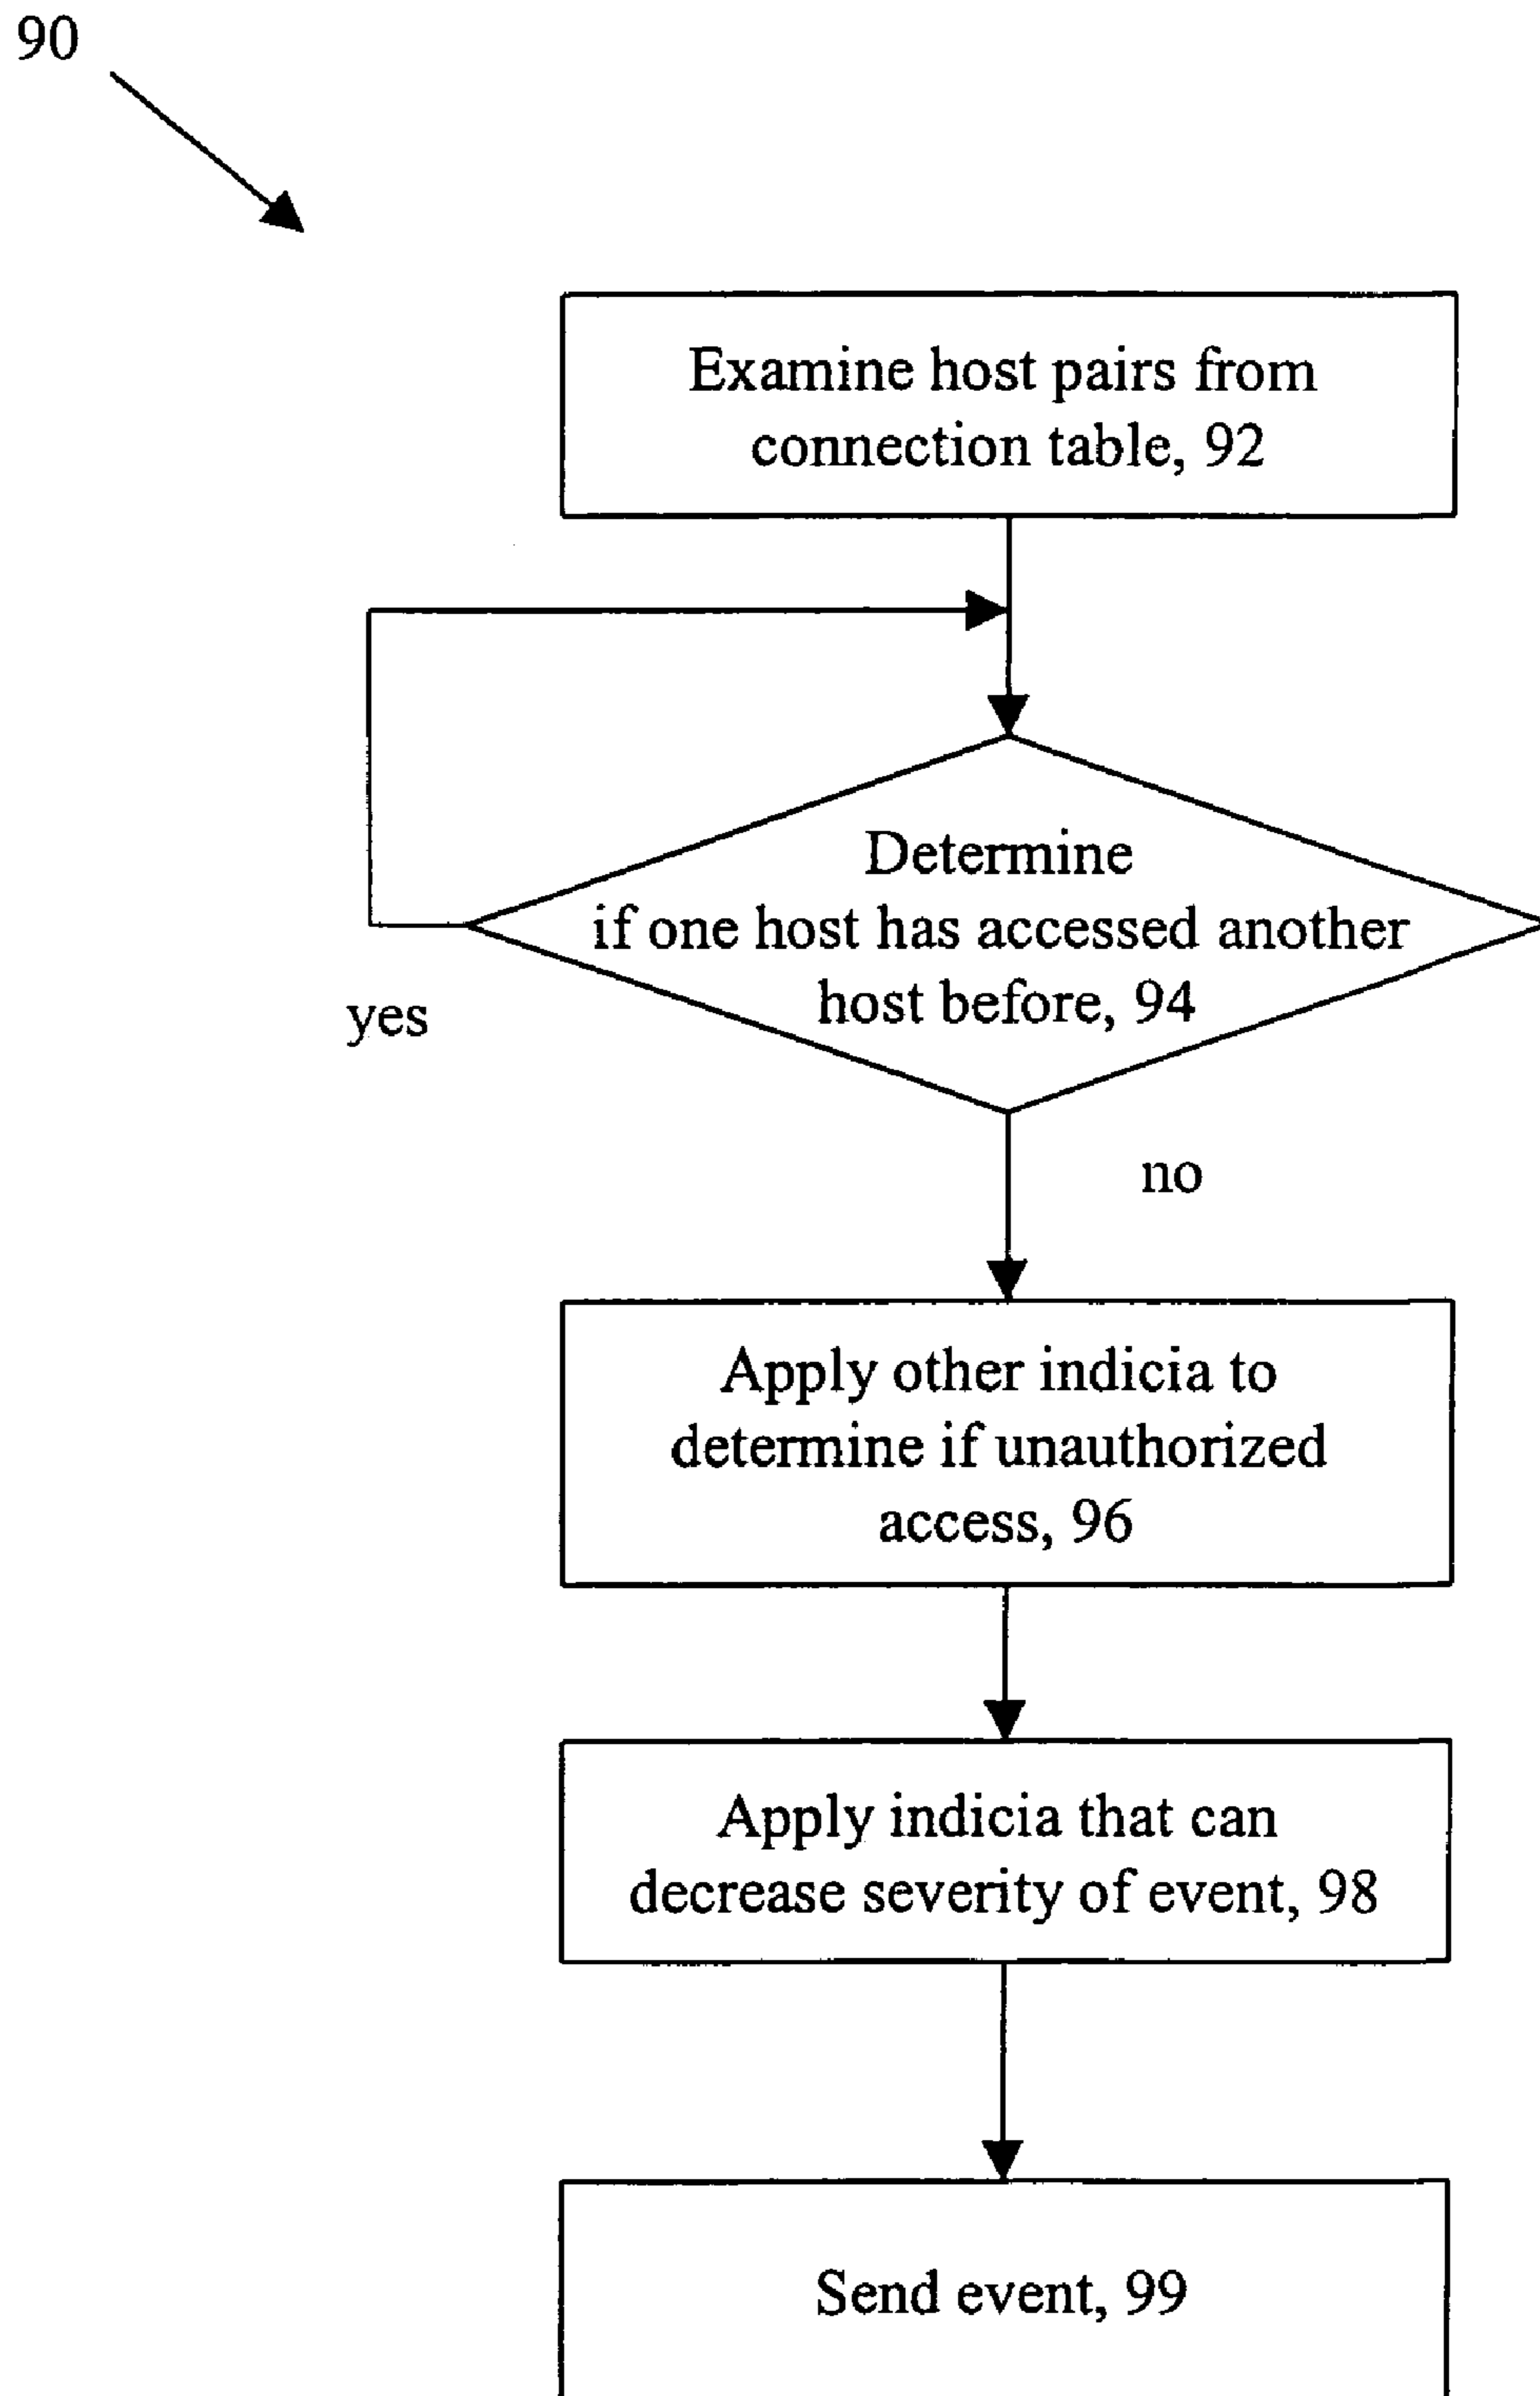 90
Examine host pairs from
connection table, 92
Determine
if one host has accessed another
host before, 94
yes
no
Apply other indicia to
determine if unauthorized
access, 96
Apply indicia that can
decrease severity of event, 98
Send event, 99